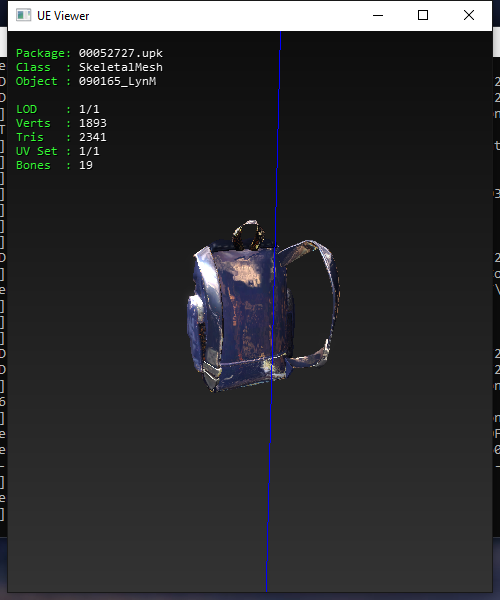 UE Viewer
Package: 00052727.upk
Class  : SkeletalMesh
Object : 090165_LynM
LOD    : 1/1
Verts  : 1893
Tris   : 2341
UV Set : 1/1
Bones  : 19